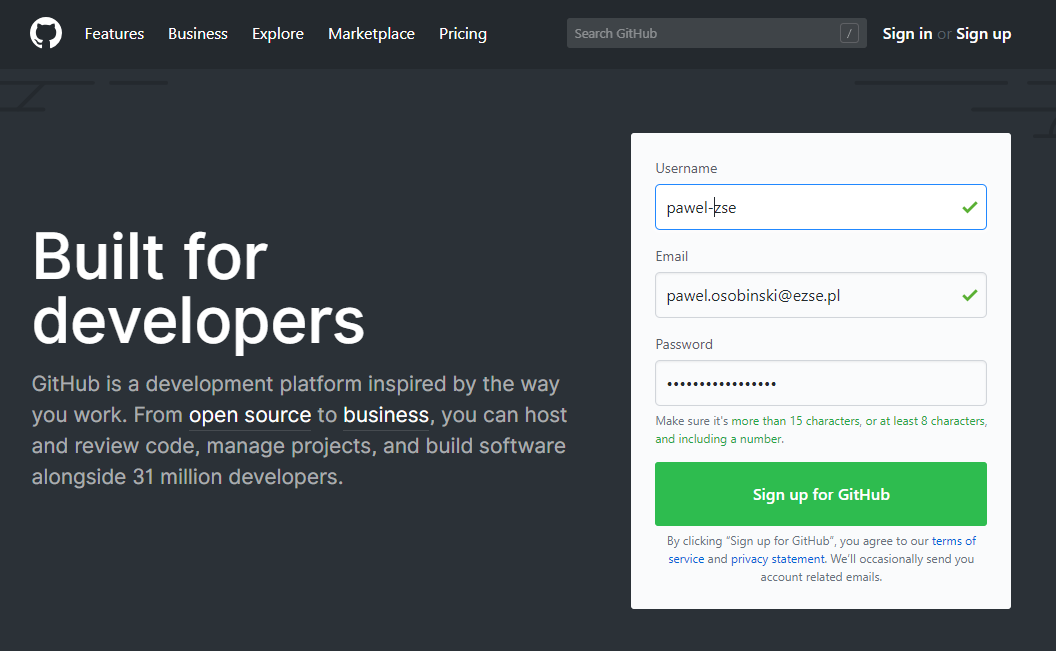 Features Business Explore Marketplace Pricing Search GitHub / Sign in or Sign up
Built for
developers
GitHub is a development platform inspired by the way
you work. From open source to business, you can host
and review code, manage projects, and build software
alongside 31 million developers.
Username
pawel-zse
Email
pawel.osobinski@ezse.pl
Password
•••••••••••••••••
Make sure it's more than 15 characters, or at least 8 characters,
and including a number.
Sign up for GitHub
By clicking “Sign up for GitHub”, you agree to our terms of
service and privacy statement. We’ll occasionally send you
account related emails.